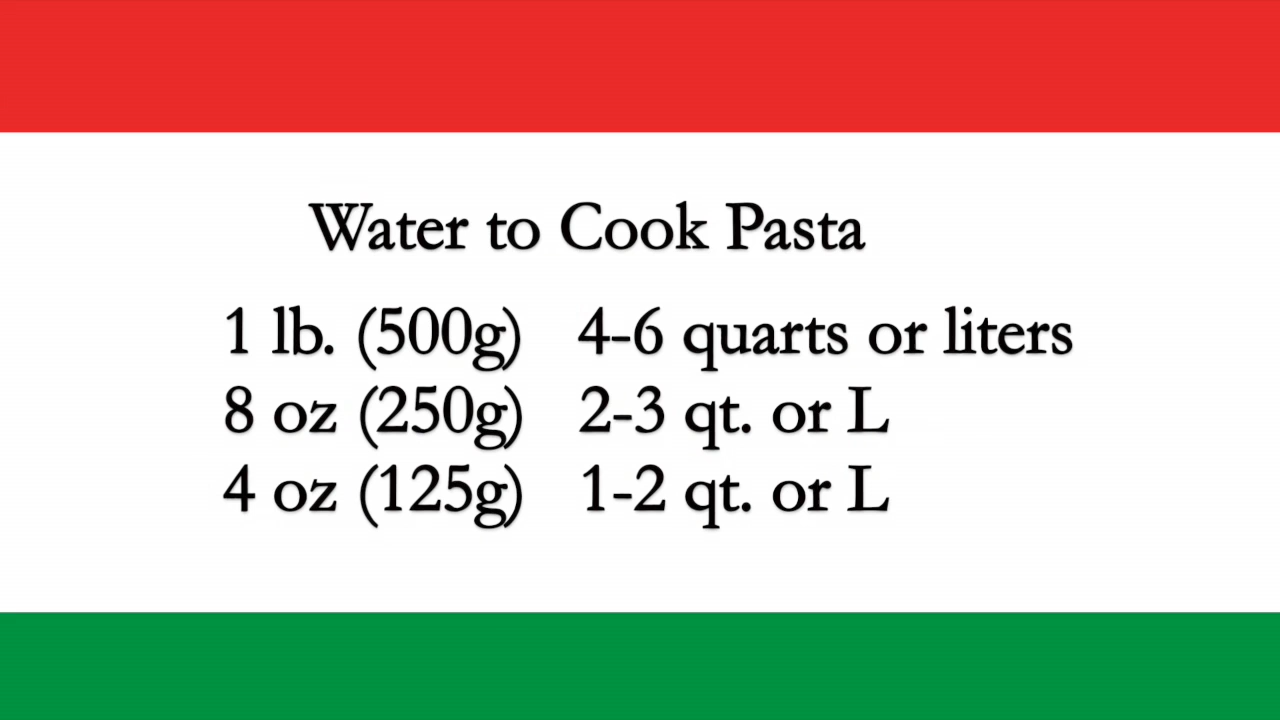 Water to Cook Pasta
1 lb. (500g) 4-6 quarts or liters
8 oz (250g) 2-3 qt. or L
4 oz (125g) 1-2 qt. or L